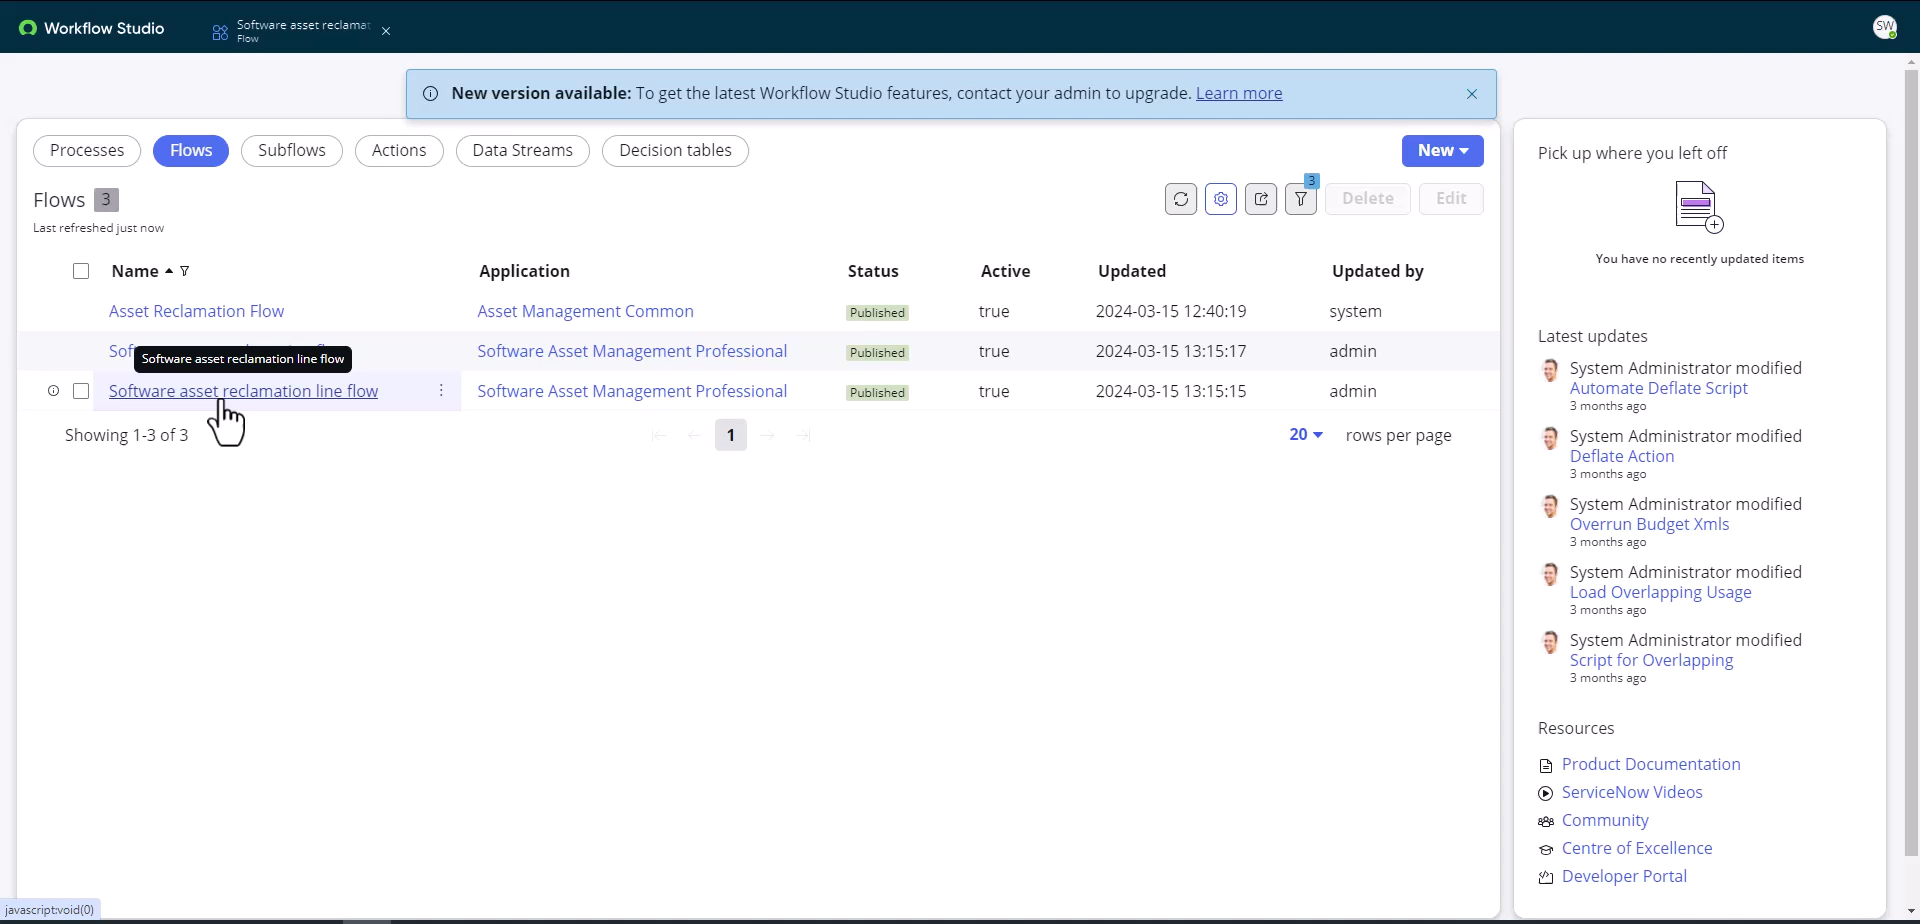 Workflow Studio
Software asset reclamat
Flow
SW
New version available: To get the latest Workflow Studio features, contact your admin to upgrade. Learn more
Processes
Flows
Subflows
Actions
Data Streams
Decision tables
New
Flows 3
Last refreshed just now
3
Delete
Edit
Name
Application
Status
Active
Updated
Updated by
Asset Reclamation Flow
Asset Management Common
Published
true
2024-03-15 12:40:19
system
Software asset reclamation line flow
Software Asset Management Professional
Published
true
2024-03-15 13:15:17
admin
Software asset reclamation line flow
Software Asset Management Professional
Published
true
2024-03-15 13:15:15
admin
Showing 1-3 of 3
1
20
rows per page
Pick up where you left off
You have no recently updated items
Latest updates
System Administrator modified
Automate Deflate Script
3 months ago
System Administrator modified
Deflate Action
3 months ago
System Administrator modified
Overrun Budget Xmls
3 months ago
System Administrator modified
Load Overlapping Usage
3 months ago
System Administrator modified
Script for Overlapping
3 months ago
Resources
Product Documentation
ServiceNow Videos
Community
Centre of Excellence
Developer Portal
javascript:void(0)